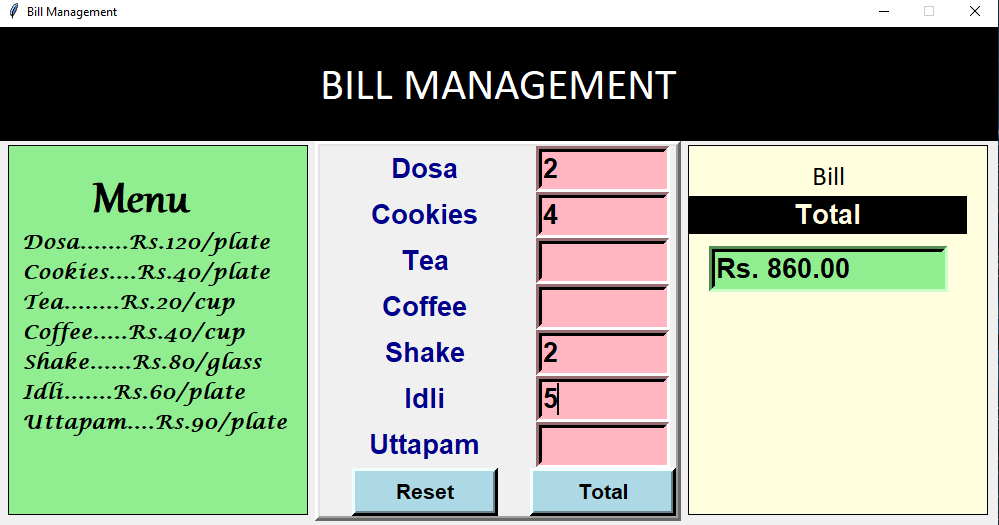 Bill Management
BILL MANAGEMENT
Menu
Dosa.......Rs.120/plate
Cookies....Rs.40/plate
Tea........Rs.20/cup
Coffee.....Rs.40/cup
Shake......Rs.80/glass
Idli.......Rs.60/plate
Uttapam....Rs.90/plate
Dosa 2
Cookies 4
Tea
Coffee
Shake 2
Idli 5
Uttapam
Reset Total
Bill
Total
Rs. 860.00